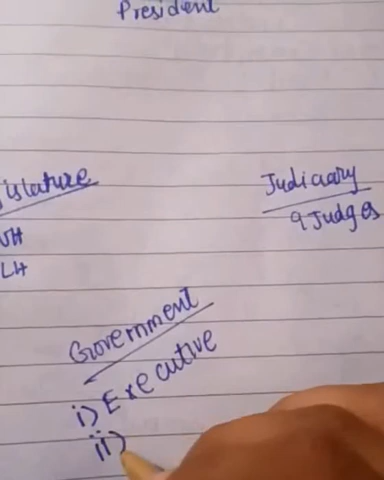 President
islature
UH
LH
Judiciary
9 Judges
Government
i) Executive
ii)